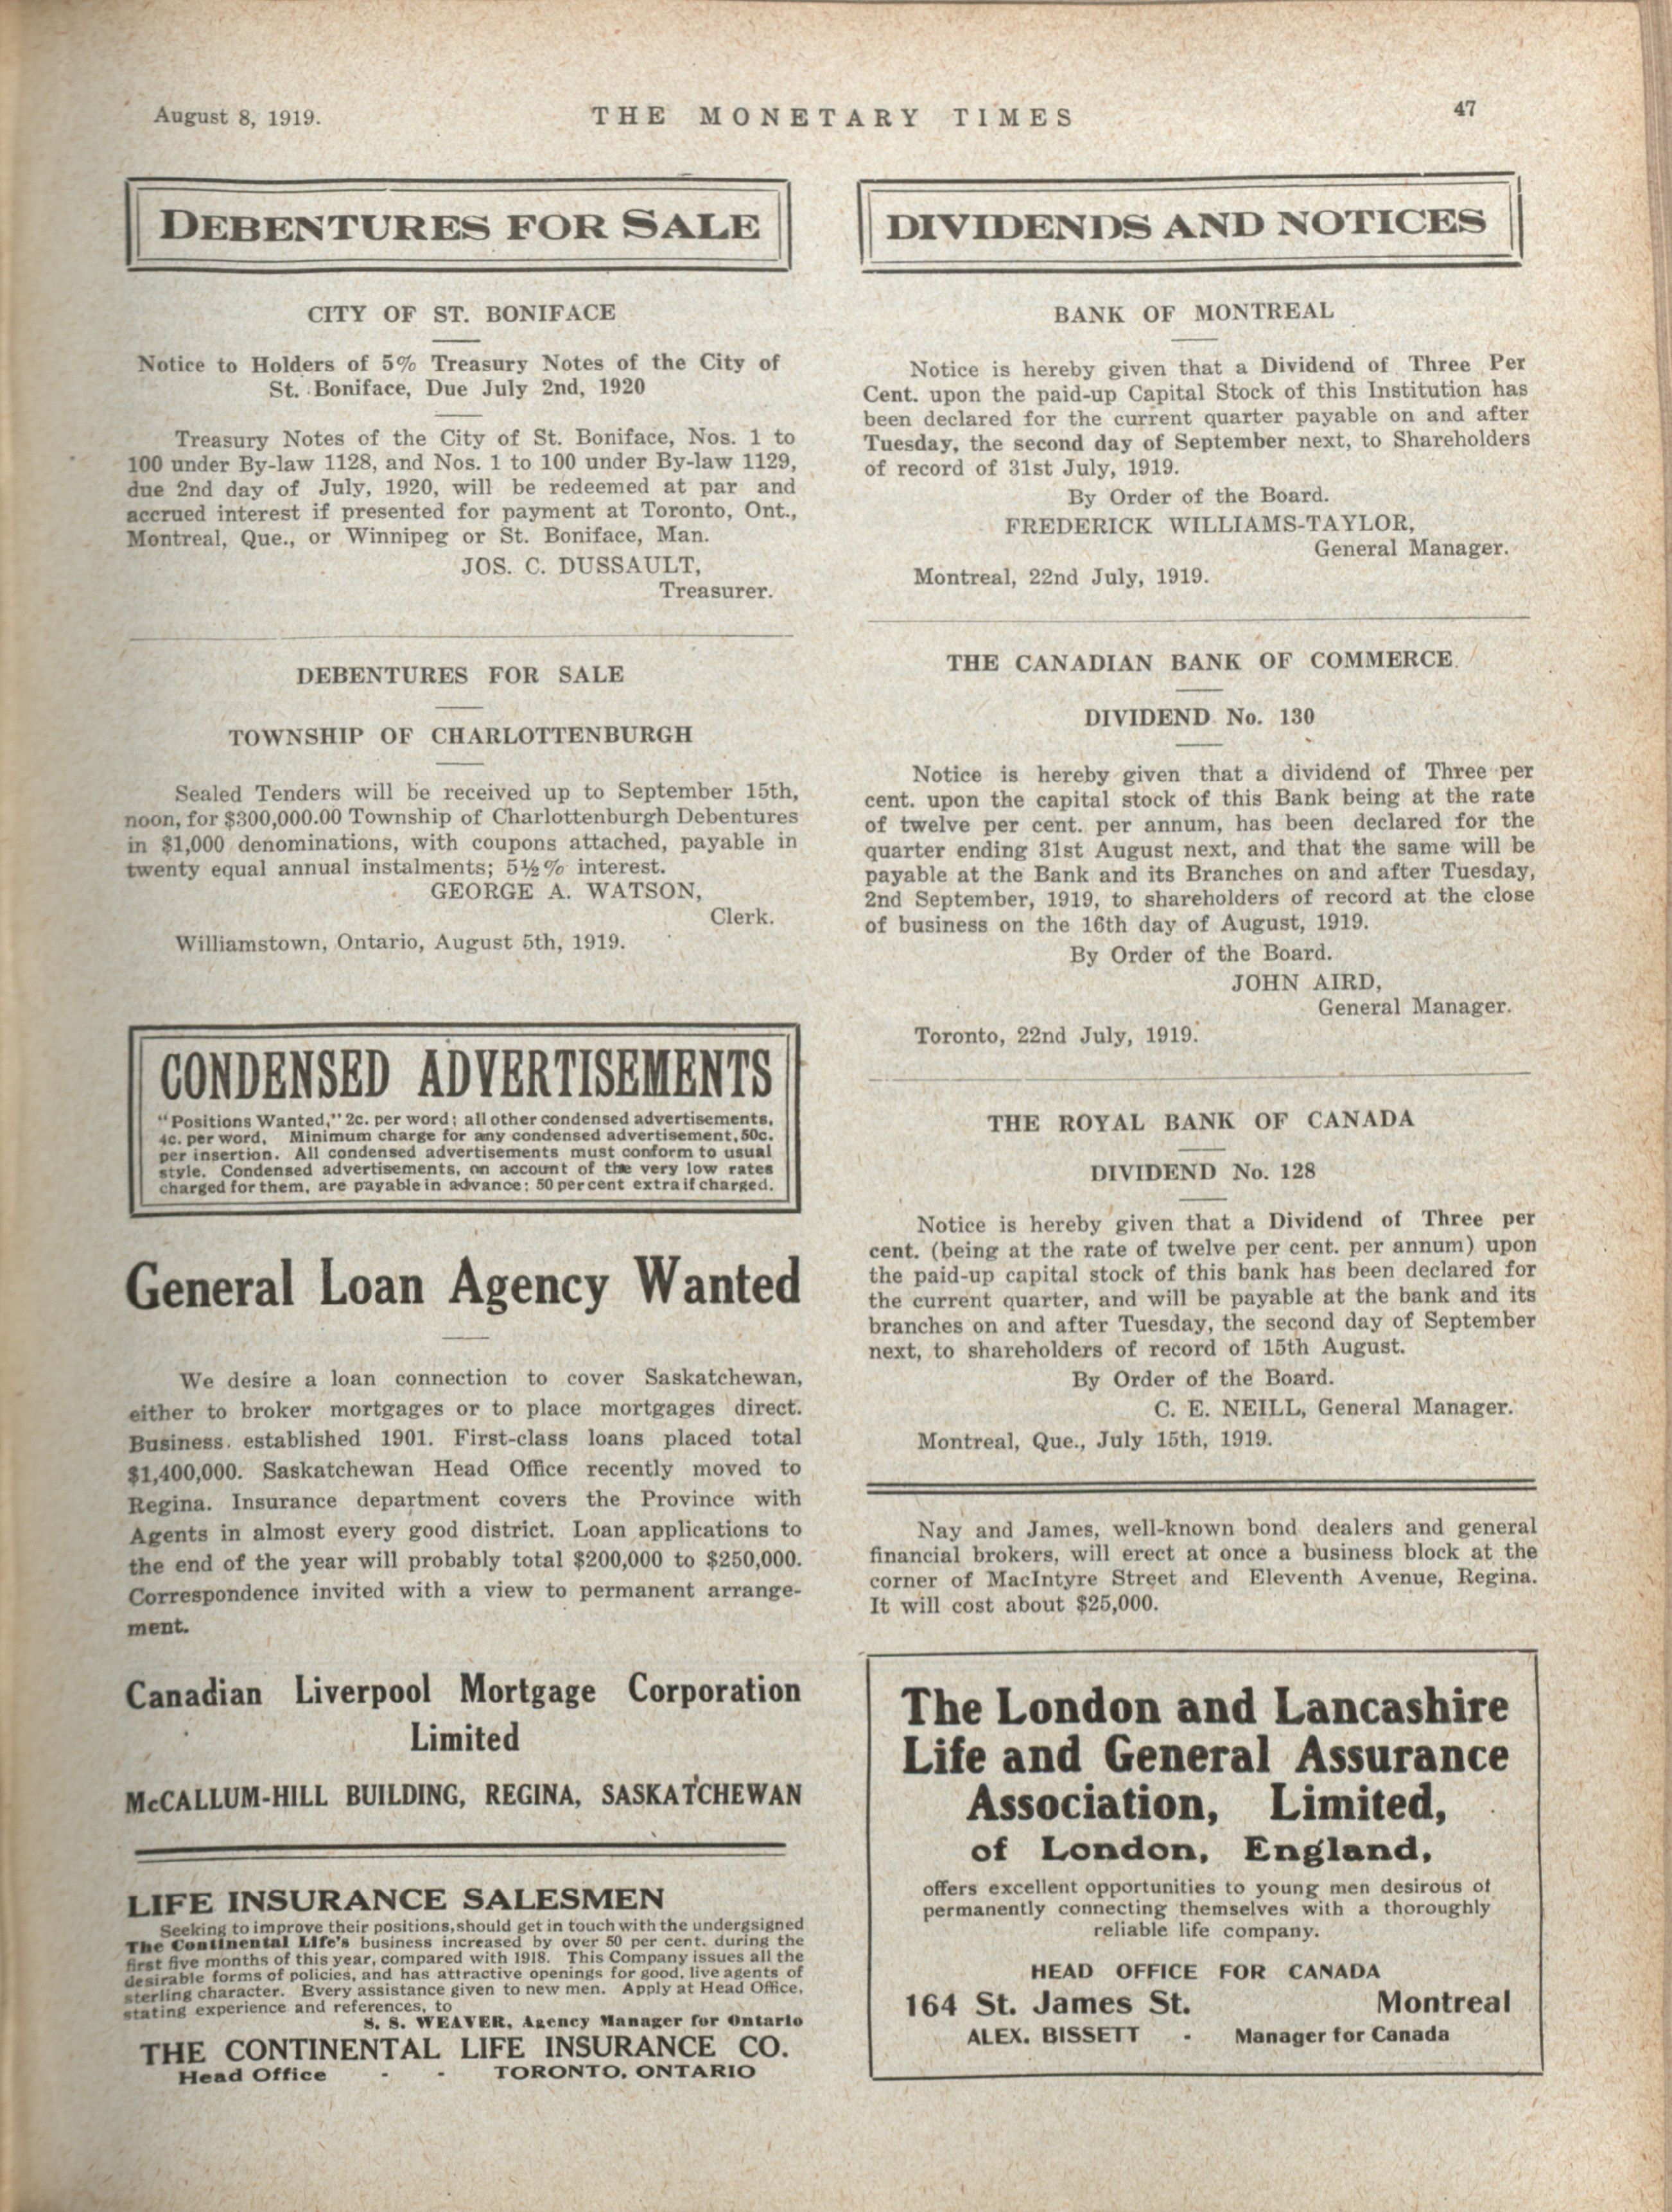 August 8, 1919.
THE MONETARY TIMES
47
DEBENTURES FOR SALE
CITY OF ST. BONIFACE
Notice to Holders of 5% Treasury Notes of the City of
St. Boniface, Due July 2nd, 1920
Treasury Notes of the City of St. Boniface, Nos. 1 to
100 under By-law 1128, and Nos. 1 to 100 under By-law 1129,
due 2nd day of July, 1920, will be redeemed at par and
accrued interest if presented for payment at Toronto, Ont.,
Montreal, Que., or Winnipeg or St. Boniface, Man.
JOS. C. DUSSAULT,
Treasurer.
DEBENTURES FOR SALE
TOWNSHIP OF CHARLOTTENBURGH
Sealed Tenders will be received up to September 15th,
noon, for $300,000.00 Township of Charlottenburgh Debentures
in $1,000 denominations, with coupons attached, payable in
twenty equal annual instalments; 5½% interest.
GEORGE A. WATSON,
Clerk.
Williamstown, Ontario, August 5th, 1919.
CONDENSED ADVERTISEMENTS
"Positions Wanted," 2c. per word; all other condensed advertisements,
4c. per word. Minimum charge for any condensed advertisement, 50c.
per insertion. All condensed advertisements must conform to usual
style. Condensed advertisements, on account of the very low rates
charged for them, are payable in advance; 50 per cent extra if charged.
General Loan Agency Wanted
We desire a loan connection to cover Saskatchewan,
either to broker mortgages or to place mortgages direct.
Business established 1901. First-class loans placed total
$1,400,000. Saskatchewan Head Office recently moved to
Regina. Insurance department covers the Province with
Agents in almost every good district. Loan applications to
the end of the year will probably total $200,000 to $250,000.
Correspondence invited with a view to permanent arrange-
ment.
Canadian Liverpool Mortgage Corporation
Limited
McCALLUM-HILL BUILDING, REGINA, SASKATCHEWAN
LIFE INSURANCE SALESMEN
Seeking to improve their positions, should get in touch with the undergsigned
The Continental Life's business increased by over 50 per cent. during the
first five months of this year, compared with 1918. This Company issues all the
desirable forms of policies, and has attractive openings for good, live agents of
sterling character. Every assistance given to new men. Apply at Head Office,
stating experience and references, to
S. S. WEAVER, Agency Manager for Ontario
THE CONTINENTAL LIFE INSURANCE CO.
Head Office - - TORONTO, ONTARIO
DIVIDENDS AND NOTICES
BANK OF MONTREAL
Notice is hereby given that a Dividend of Three Per
Cent. upon the paid-up Capital Stock of this Institution has
been declared for the current quarter payable on and after
Tuesday, the second day of September next, to Shareholders
of record of 31st July, 1919.
By Order of the Board.
FREDERICK WILLIAMS-TAYLOR,
General Manager.
Montreal, 22nd July, 1919.
THE CANADIAN BANK OF COMMERCE
DIVIDEND No. 130
Notice is hereby given that a dividend of Three per
cent. upon the capital stock of this Bank being at the rate
of twelve per cent. per annum, has been declared for the
quarter ending 31st August next, and that the same will be
payable at the Bank and its Branches on and after Tuesday,
2nd September, 1919, to shareholders of record at the close
of business on the 16th day of August, 1919.
By Order of the Board.
JOHN AIRD,
General Manager.
Toronto, 22nd July, 1919.
THE ROYAL BANK OF CANADA
DIVIDEND No. 128
Notice is hereby given that a Dividend of Three per
cent. (being at the rate of twelve per cent. per annum) upon
the paid-up capital stock of this bank has been declared for
the current quarter, and will be payable at the bank and its
branches on and after Tuesday, the second day of September
next, to shareholders of record of 15th August.
By Order of the Board.
C. E. NEILL, General Manager.
Montreal, Que., July 15th, 1919.
Nay and James, well-known bond dealers and general
financial brokers, will erect at once a business block at the
corner of MacIntyre Street and Eleventh Avenue, Regina.
It will cost about $25,000.
The London and Lancashire
Life and General Assurance
Association, Limited,
of London, England,
offers excellent opportunities to young men desirous of
permanently connecting themselves with a thoroughly
reliable life company.
HEAD OFFICE FOR CANADA
164 St. James St. Montreal
ALEX. BISSETT - Manager for Canada